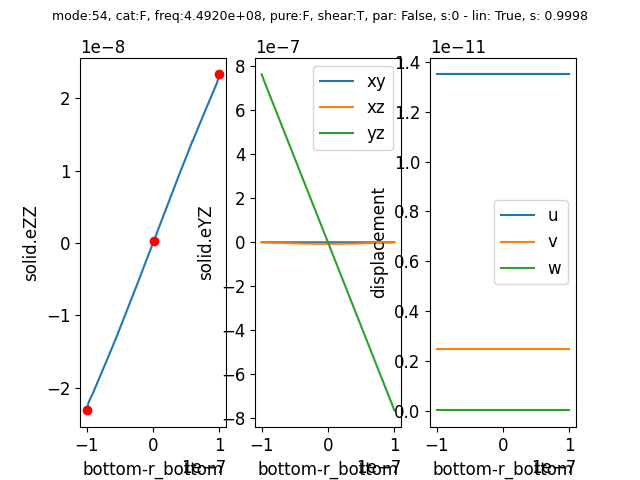 mode:54, cat:F, freq:4.4920e+08, pure:F, shear:T, par: False, s:0 - lin: True, s: 0.9998
1e−8
2
1
0
−1
−2
solid.eZZ
−1
0
1
1e−7
bottom-r_bottom
1e−7
8
6
4
2
0
−2
−4
−6
−8
solid.eYZ
xy
xz
yz
−1
0
1
1e−7
bottom-r_bottom
1e−11
1.4
1.2
1.0
0.8
0.6
0.4
0.2
0.0
displacement
u
v
w
−1
0
1
1e−7
bottom-r_bottom